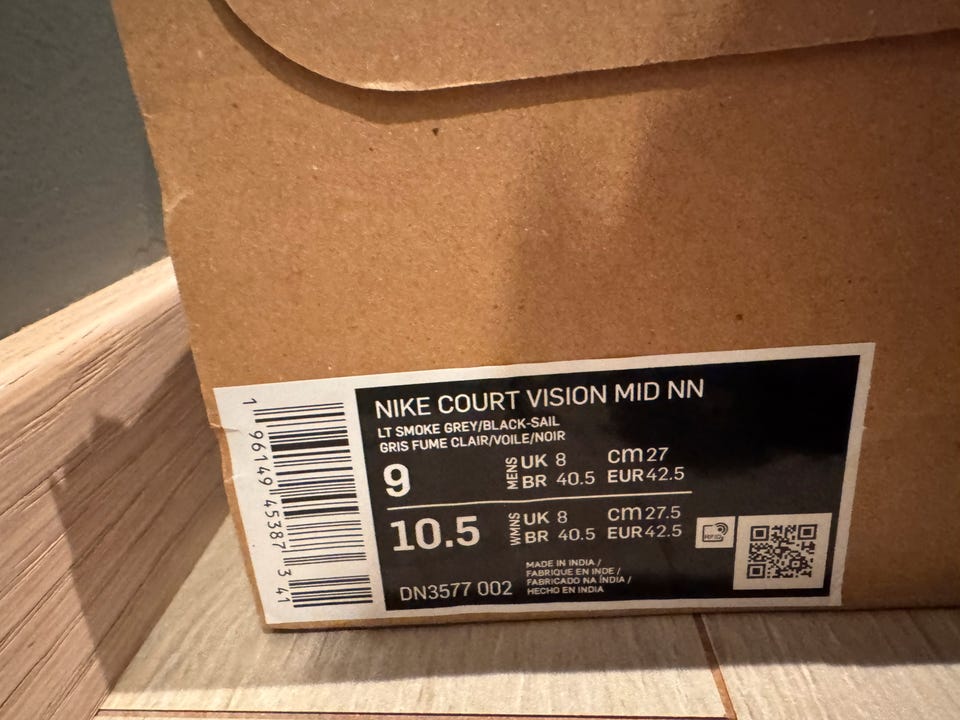 NIKE COURT VISION MID NN
LT SMOKE GREY/BLACK-SAIL
GRIS FUME CLAIR/VOILE/NOIR
9 MENS UK 8 cm 27
BR 40.5 EUR 42.5
10.5 WMNS UK 8 cm 27.5
BR 40.5 EUR 42.5
DN3577 002
MADE IN INDIA /
FABRIQUE EN INDE /
FABRICADO NA ÍNDIA /
HECHO EN INDIA
RFID
1 96149 45387 3 41